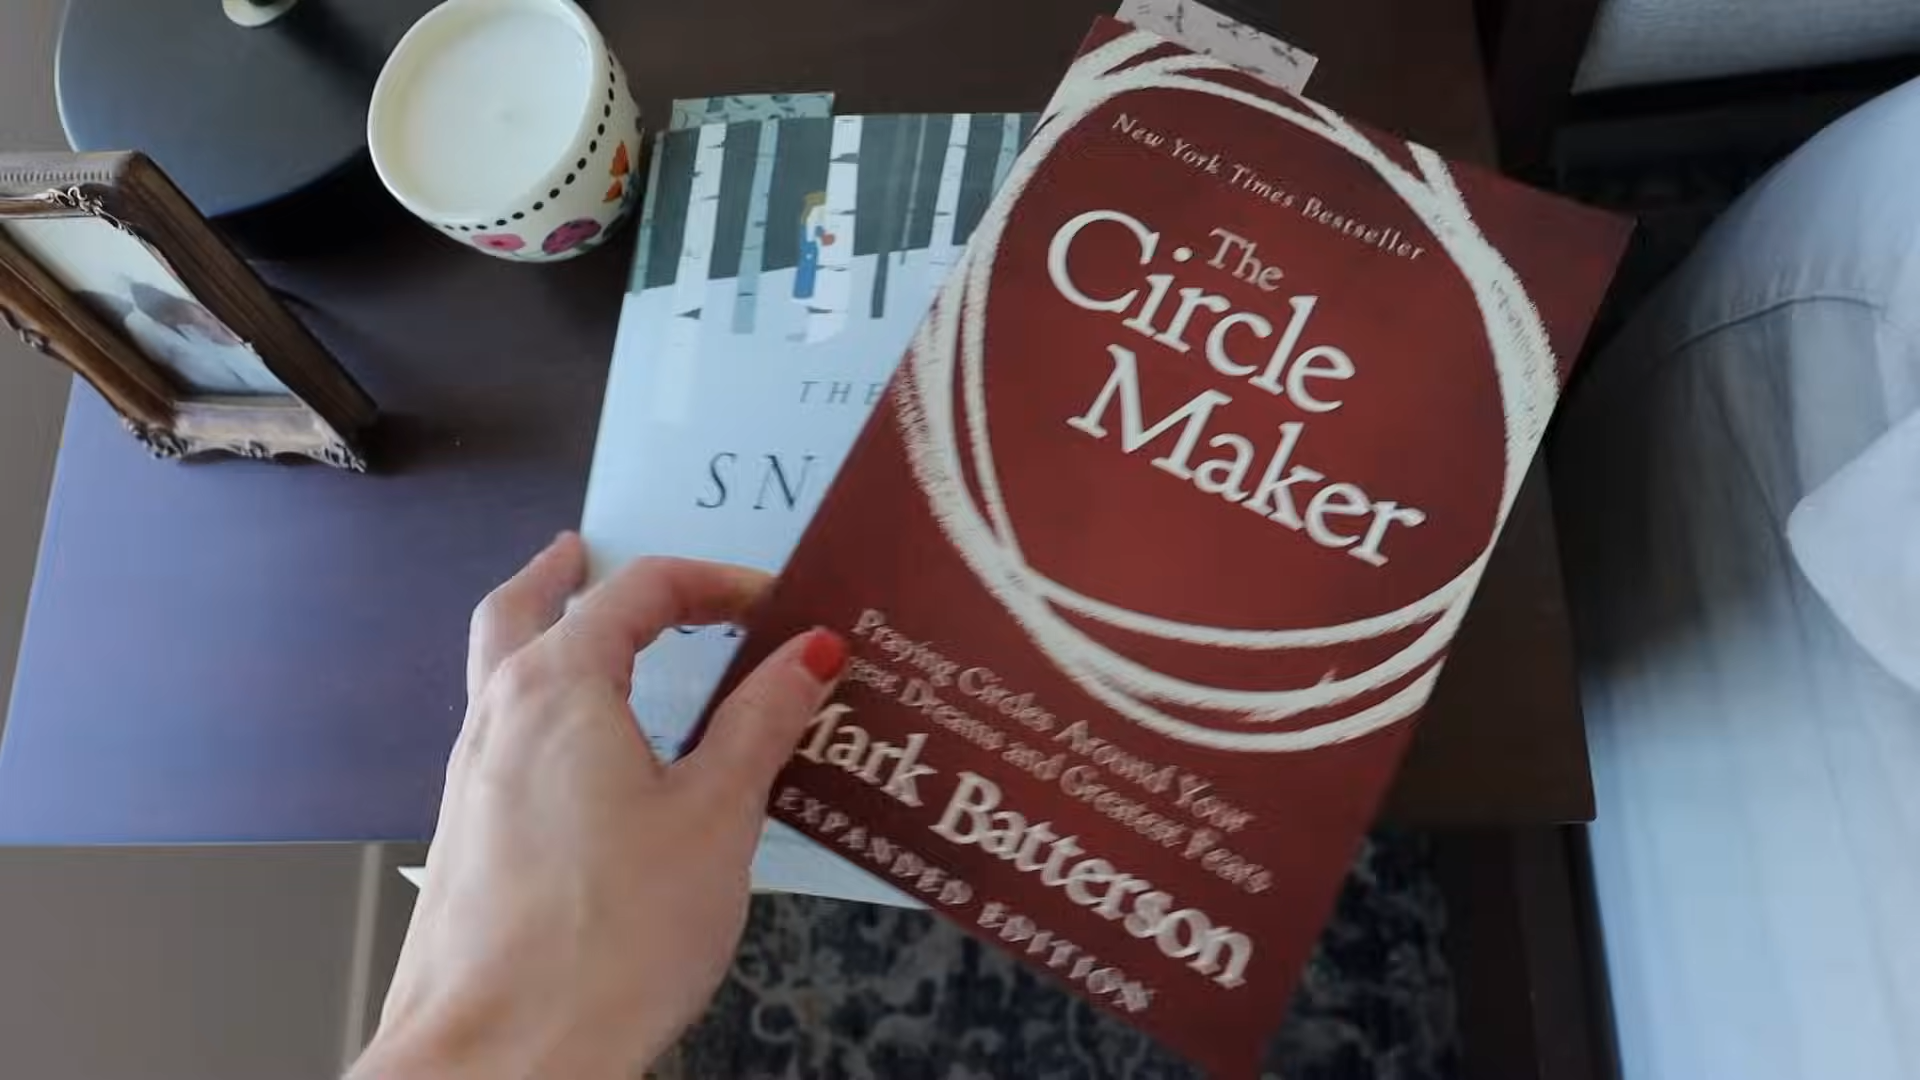 New York Times Bestseller
The
Circle
Maker
Praying Circles Around Your
Dreams and Greatest Fears
Mark Batterson
EXPANDED EDITION
THE
SN